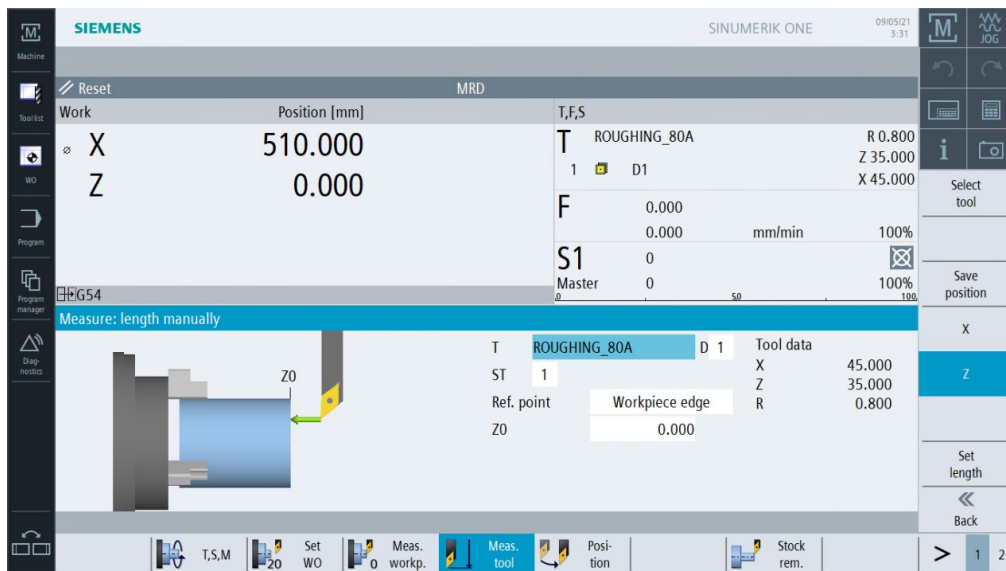 SIEMENS
SINUMERIK ONE
09/05/21
3:31
M
JOG
Machine
Reset
MRD
Tool list
Work
Position [mm]
T,F,S
X
510.000
Z
0.000
T
ROUGHING_80A
R 0.800
1
D1
Z 35.000
X 45.000
WO
Select
tool
F
0.000
0.000
mm/min
100%
Program
S1
0
Master
0
100%
0
50
100
G54
Save
position
Program
manager
Measure: length manually
X
Diag-
nostics
Z0
T
ROUGHING_80A
D 1
Tool data
X
45.000
ST
1
Z
35.000
Z
Ref. point
Workpiece edge
R
0.800
Z0
0.000
Set
length
Back
T,S,M
20
Set
WO
0
Meas.
workp.
Meas.
tool
Posi-
tion
Stock
rem.
>
1
2